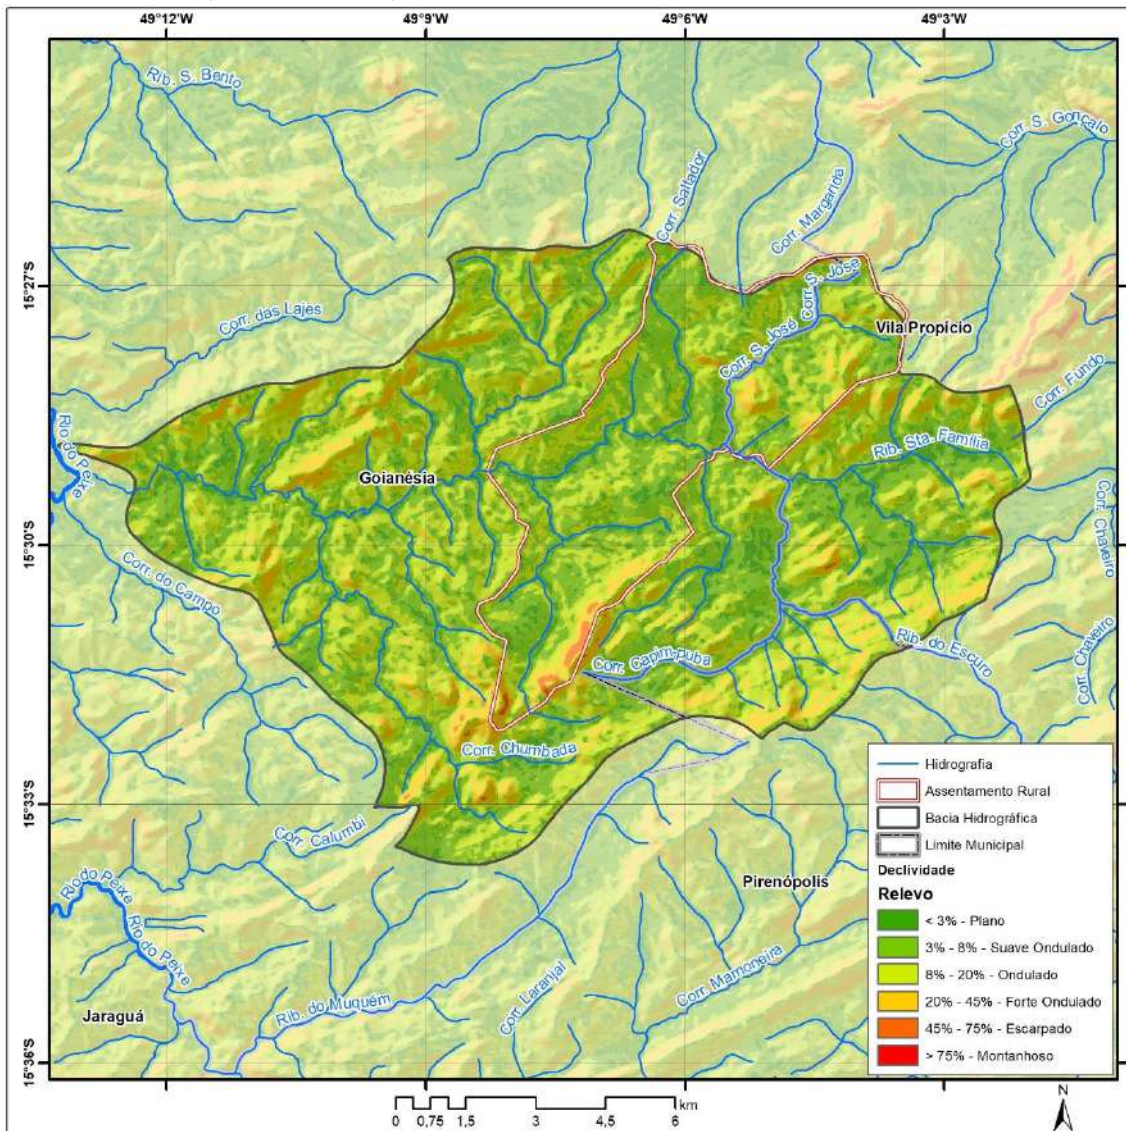 49°12'W 49°9'W 49°6'W 49°3'W
Rib. S. Bento
Corr. S. Gonçalo
Corr. Saltador
Corr. Margarida
15°27'S
Corr. S. José
Corr. das Lajes
Corr. S. José
Vila Propício
Corr. Fundo
Rio do Peixe
Rib. Sta. Família
Goianésia
Corr. Chaveiro
15°30'S
Corr. do Campo
Rib. do Escuro
Corr. Capim-puba
Corr. Chaveiro
Corr. Chumbada
15°33'S
Corr. Calumbi
Rio do Peixe
Rio do Peixe
Pirenópolis
Corr. Mamoneira
Corr. Laranjal
Rib. do Muquém
Jaraguá
15°36'S
Hidrografia
Assentamento Rural
Bacia Hidrográfica
Limite Municipal
Declividade
Relevo
< 3% - Plano
3% - 8% - Suave Ondulado
8% - 20% - Ondulado
20% - 45% - Forte Ondulado
45% - 75% - Escarpado
> 75% - Montanhoso
N
km
0 0,75 1,5 3 4,5 6